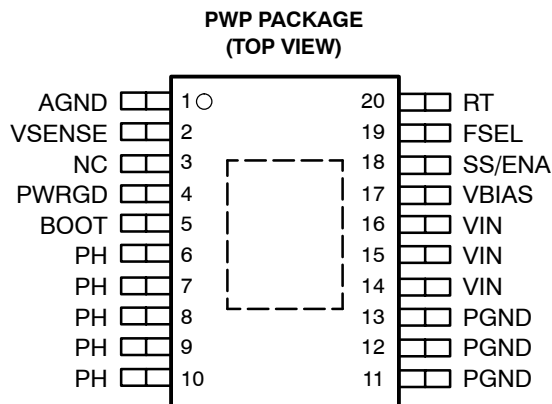 PWP PACKAGE
(TOP VIEW)
AGND 1 20 RT
VSENSE 2 19 FSEL
NC 3 18 SS/ENA
PWRGD 4 17 VBIAS
BOOT 5 16 VIN
PH 6 15 VIN
PH 7 14 VIN
PH 8 13 PGND
PH 9 12 PGND
PH 10 11 PGND